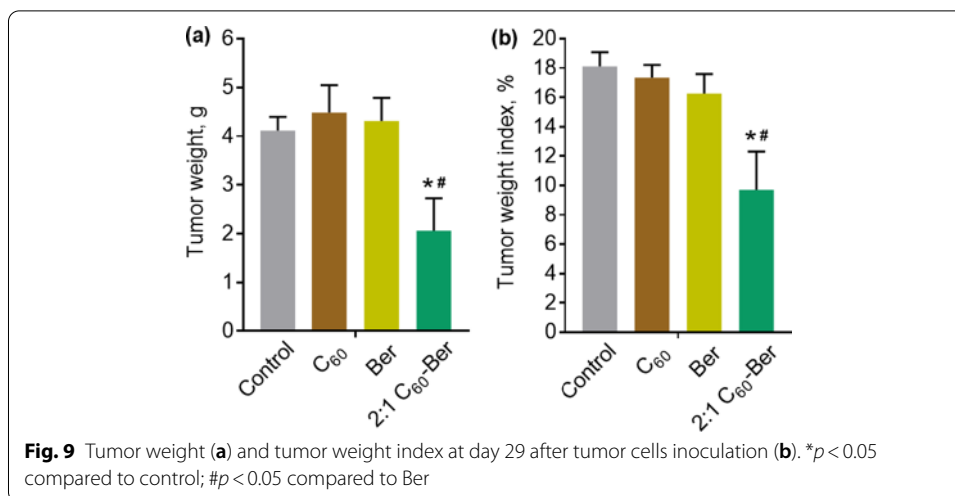 (a)
Tumor weight, g
6
5
4
3
2
1
0
*#
Control
C₆₀
Ber
2:1 C₆₀-Ber
(b)
Tumor weight index, %
20
18
16
14
12
10
8
6
4
2
0
*#
Control
C₆₀
Ber
2:1 C₆₀-Ber
Fig. 9 Tumor weight (a) and tumor weight index at day 29 after tumor cells inoculation (b). *p < 0.05
compared to control; #p < 0.05 compared to Ber